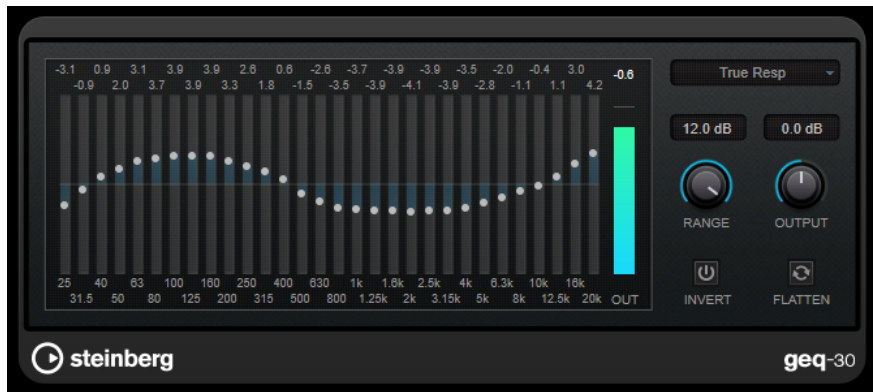 -3.1 0.9 3.1 3.9 3.9 2.6 0.6 -2.6 -3.7 -3.9 -3.9 -3.5 -2.0 -0.4 3.0 -0.6
-0.9 2.0 3.7 3.9 3.3 1.8 -1.5 -3.5 -3.9 -4.1 -3.9 -2.8 -1.1 1.1 4.2
True Resp
12.0 dB 0.0 dB
RANGE OUTPUT
25 40 63 100 160 250 400 630 1k 1.6k 2.5k 4k 6.3k 10k 16k
31.5 50 80 125 200 315 500 800 1.25k 2k 3.15k 5k 8k 12.5k 20k OUT
INVERT FLATTEN
steinberg geq-30